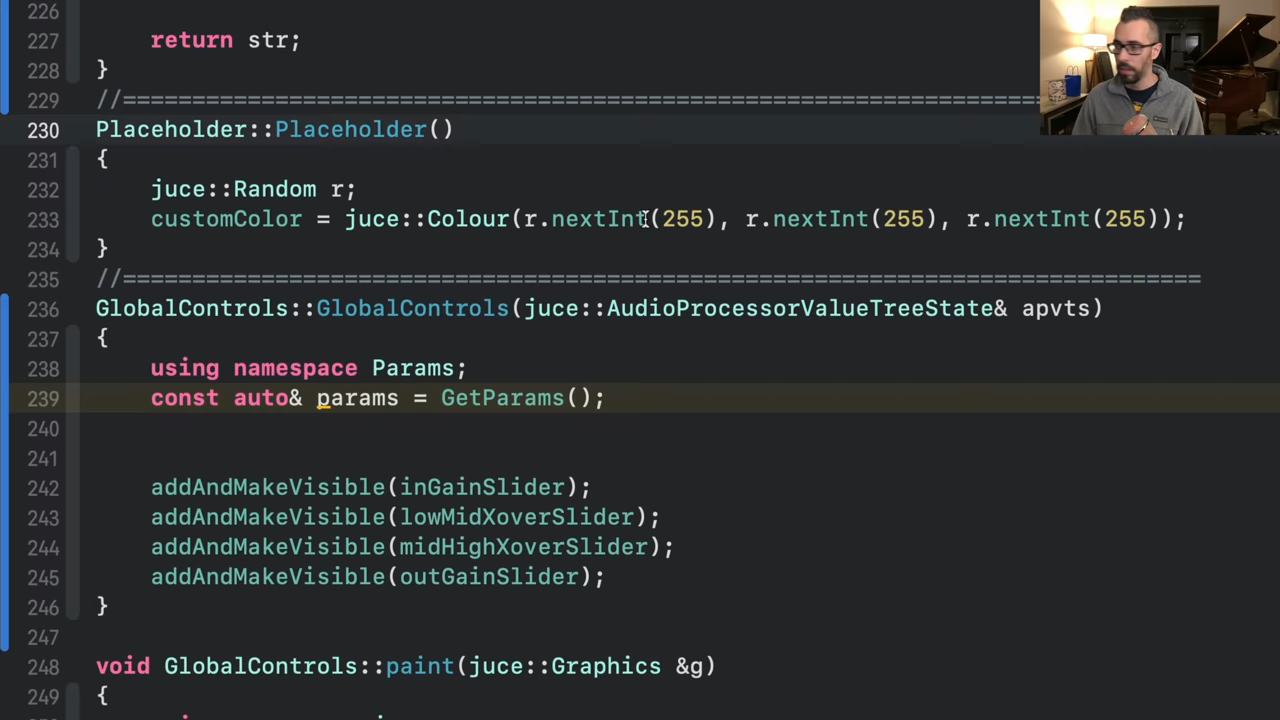 226
227 return str;
228 }
229 //====================================================================
230 Placeholder::Placeholder()
231 {
232 juce::Random r;
233 customColor = juce::Colour(r.nextInt(255), r.nextInt(255), r.nextInt(255));
234 }
235 //==============================================================================
236 GlobalControls::GlobalControls(juce::AudioProcessorValueTreeState& apvts)
237 {
238 using namespace Params;
239 const auto& params = GetParams();
240
241
242 addAndMakeVisible(inGainSlider);
243 addAndMakeVisible(lowMidXoverSlider);
244 addAndMakeVisible(midHighXoverSlider);
245 addAndMakeVisible(outGainSlider);
246 }
247
248 void GlobalControls::paint(juce::Graphics &g)
249 {